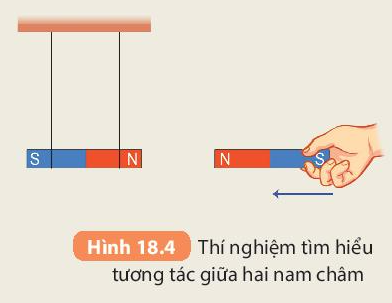 S N N S
Hình 18.4 Thí nghiệm tìm hiểu
tương tác giữa hai nam châm